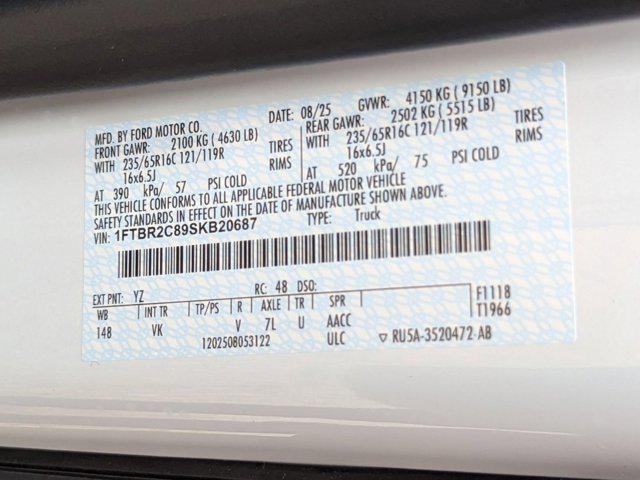 MFD. BY FORD MOTOR CO. DATE: 08/25 GVWR: 4150 KG ( 9150 LB)
FRONT GAWR: 2100 KG ( 4630 LB) REAR GAWR: 2502 KG ( 5515 LB)
WITH 235/65R16C 121/119R TIRES WITH 235/65R16C 121/119R TIRES
16x6.5J RIMS 16x6.5J RIMS
AT 390 kPa/ 57 PSI COLD AT 520 kPa/ 75 PSI COLD
THIS VEHICLE CONFORMS TO ALL APPLICABLE FEDERAL MOTOR VEHICLE
SAFETY STANDARDS IN EFFECT ON THE DATE OF MANUFACTURE SHOWN ABOVE.
VIN: 1FTBR2C89SKB20687 TYPE: Truck
EXT PNT: YZ RC: 48 DSO:
WB INT TR TP/PS R AXLE TR SPR F1118
148 VK V 7L U AACC T1966
1202508053122 ULC ▽ RU5A-3520472-AB